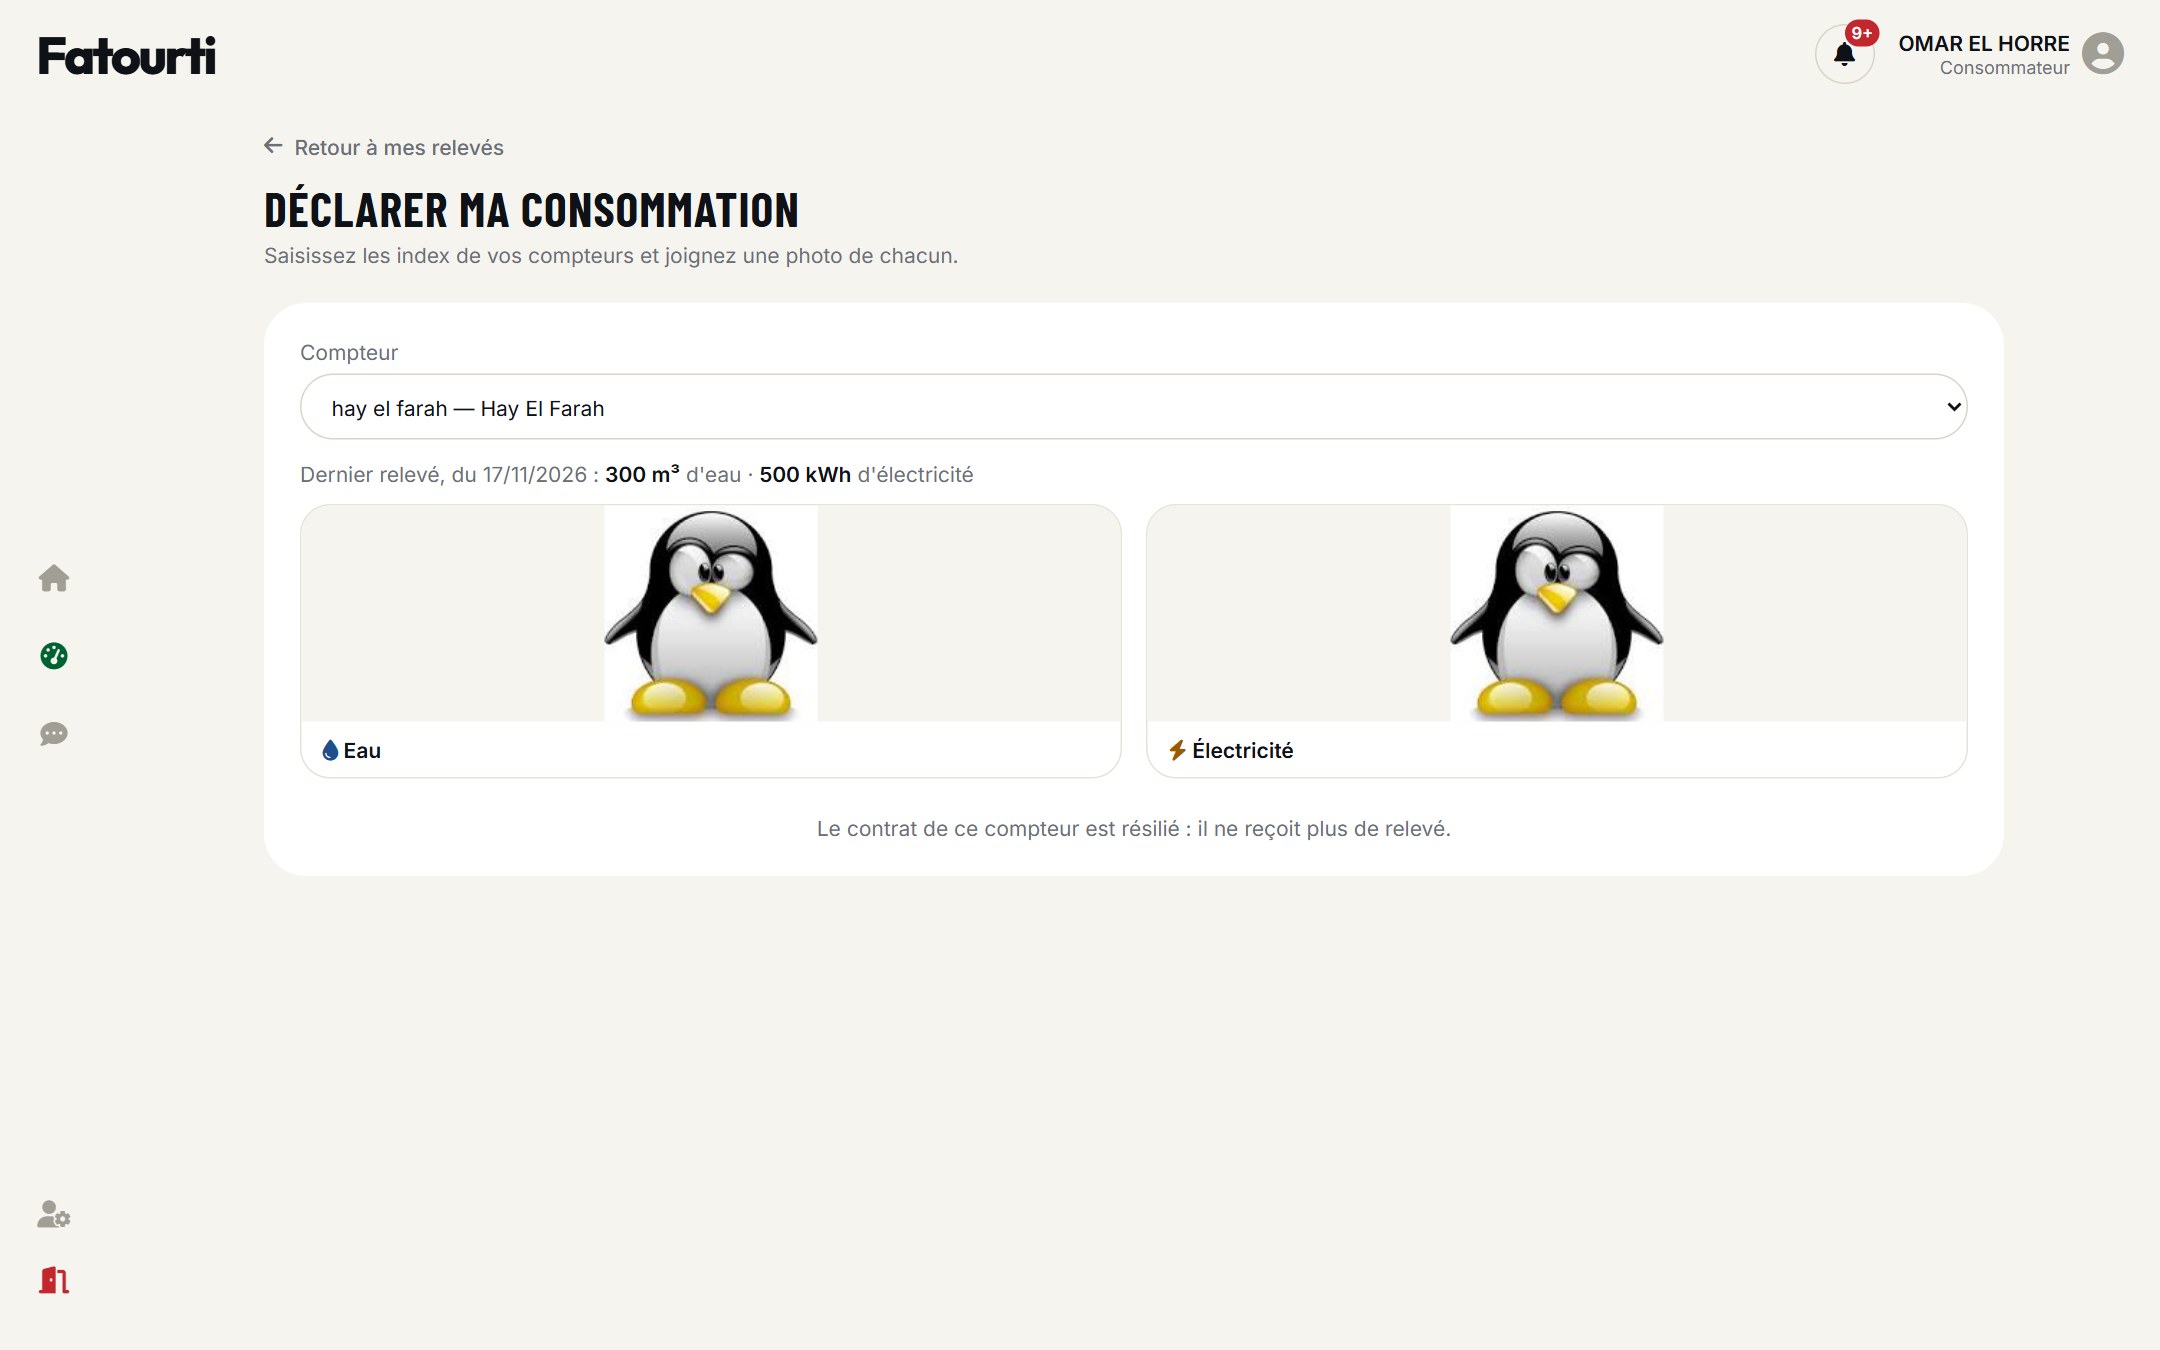 Fatourti
9+
OMAR EL HORRE
Consommateur
Retour à mes relevés
DÉCLARER MA CONSOMMATION
Saisissez les index de vos compteurs et joignez une photo de chacun.
Compteur
hay el farah — Hay El Farah
Dernier relevé, du 17/11/2026 : 300 m³ d'eau · 500 kWh d'électricité
Eau
Électricité
Le contrat de ce compteur est résilié : il ne reçoit plus de relevé.